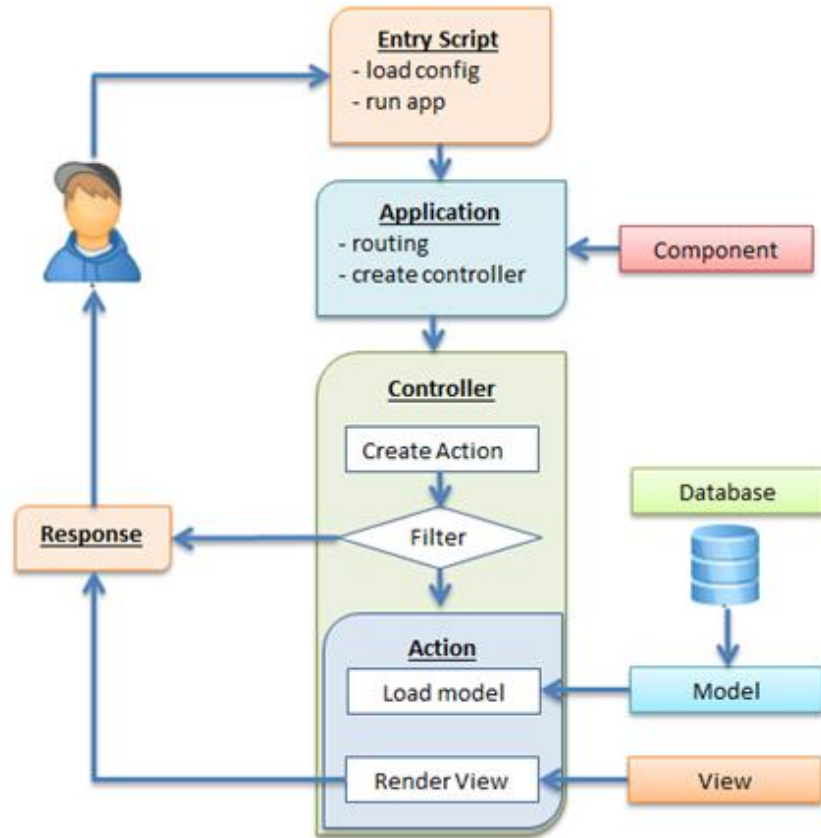 Entry Script
- load config
- run app
Application
- routing
- create controller
Component
Controller
Create Action
Database
Response
Filter
Action
Load model
Model
Render View
View